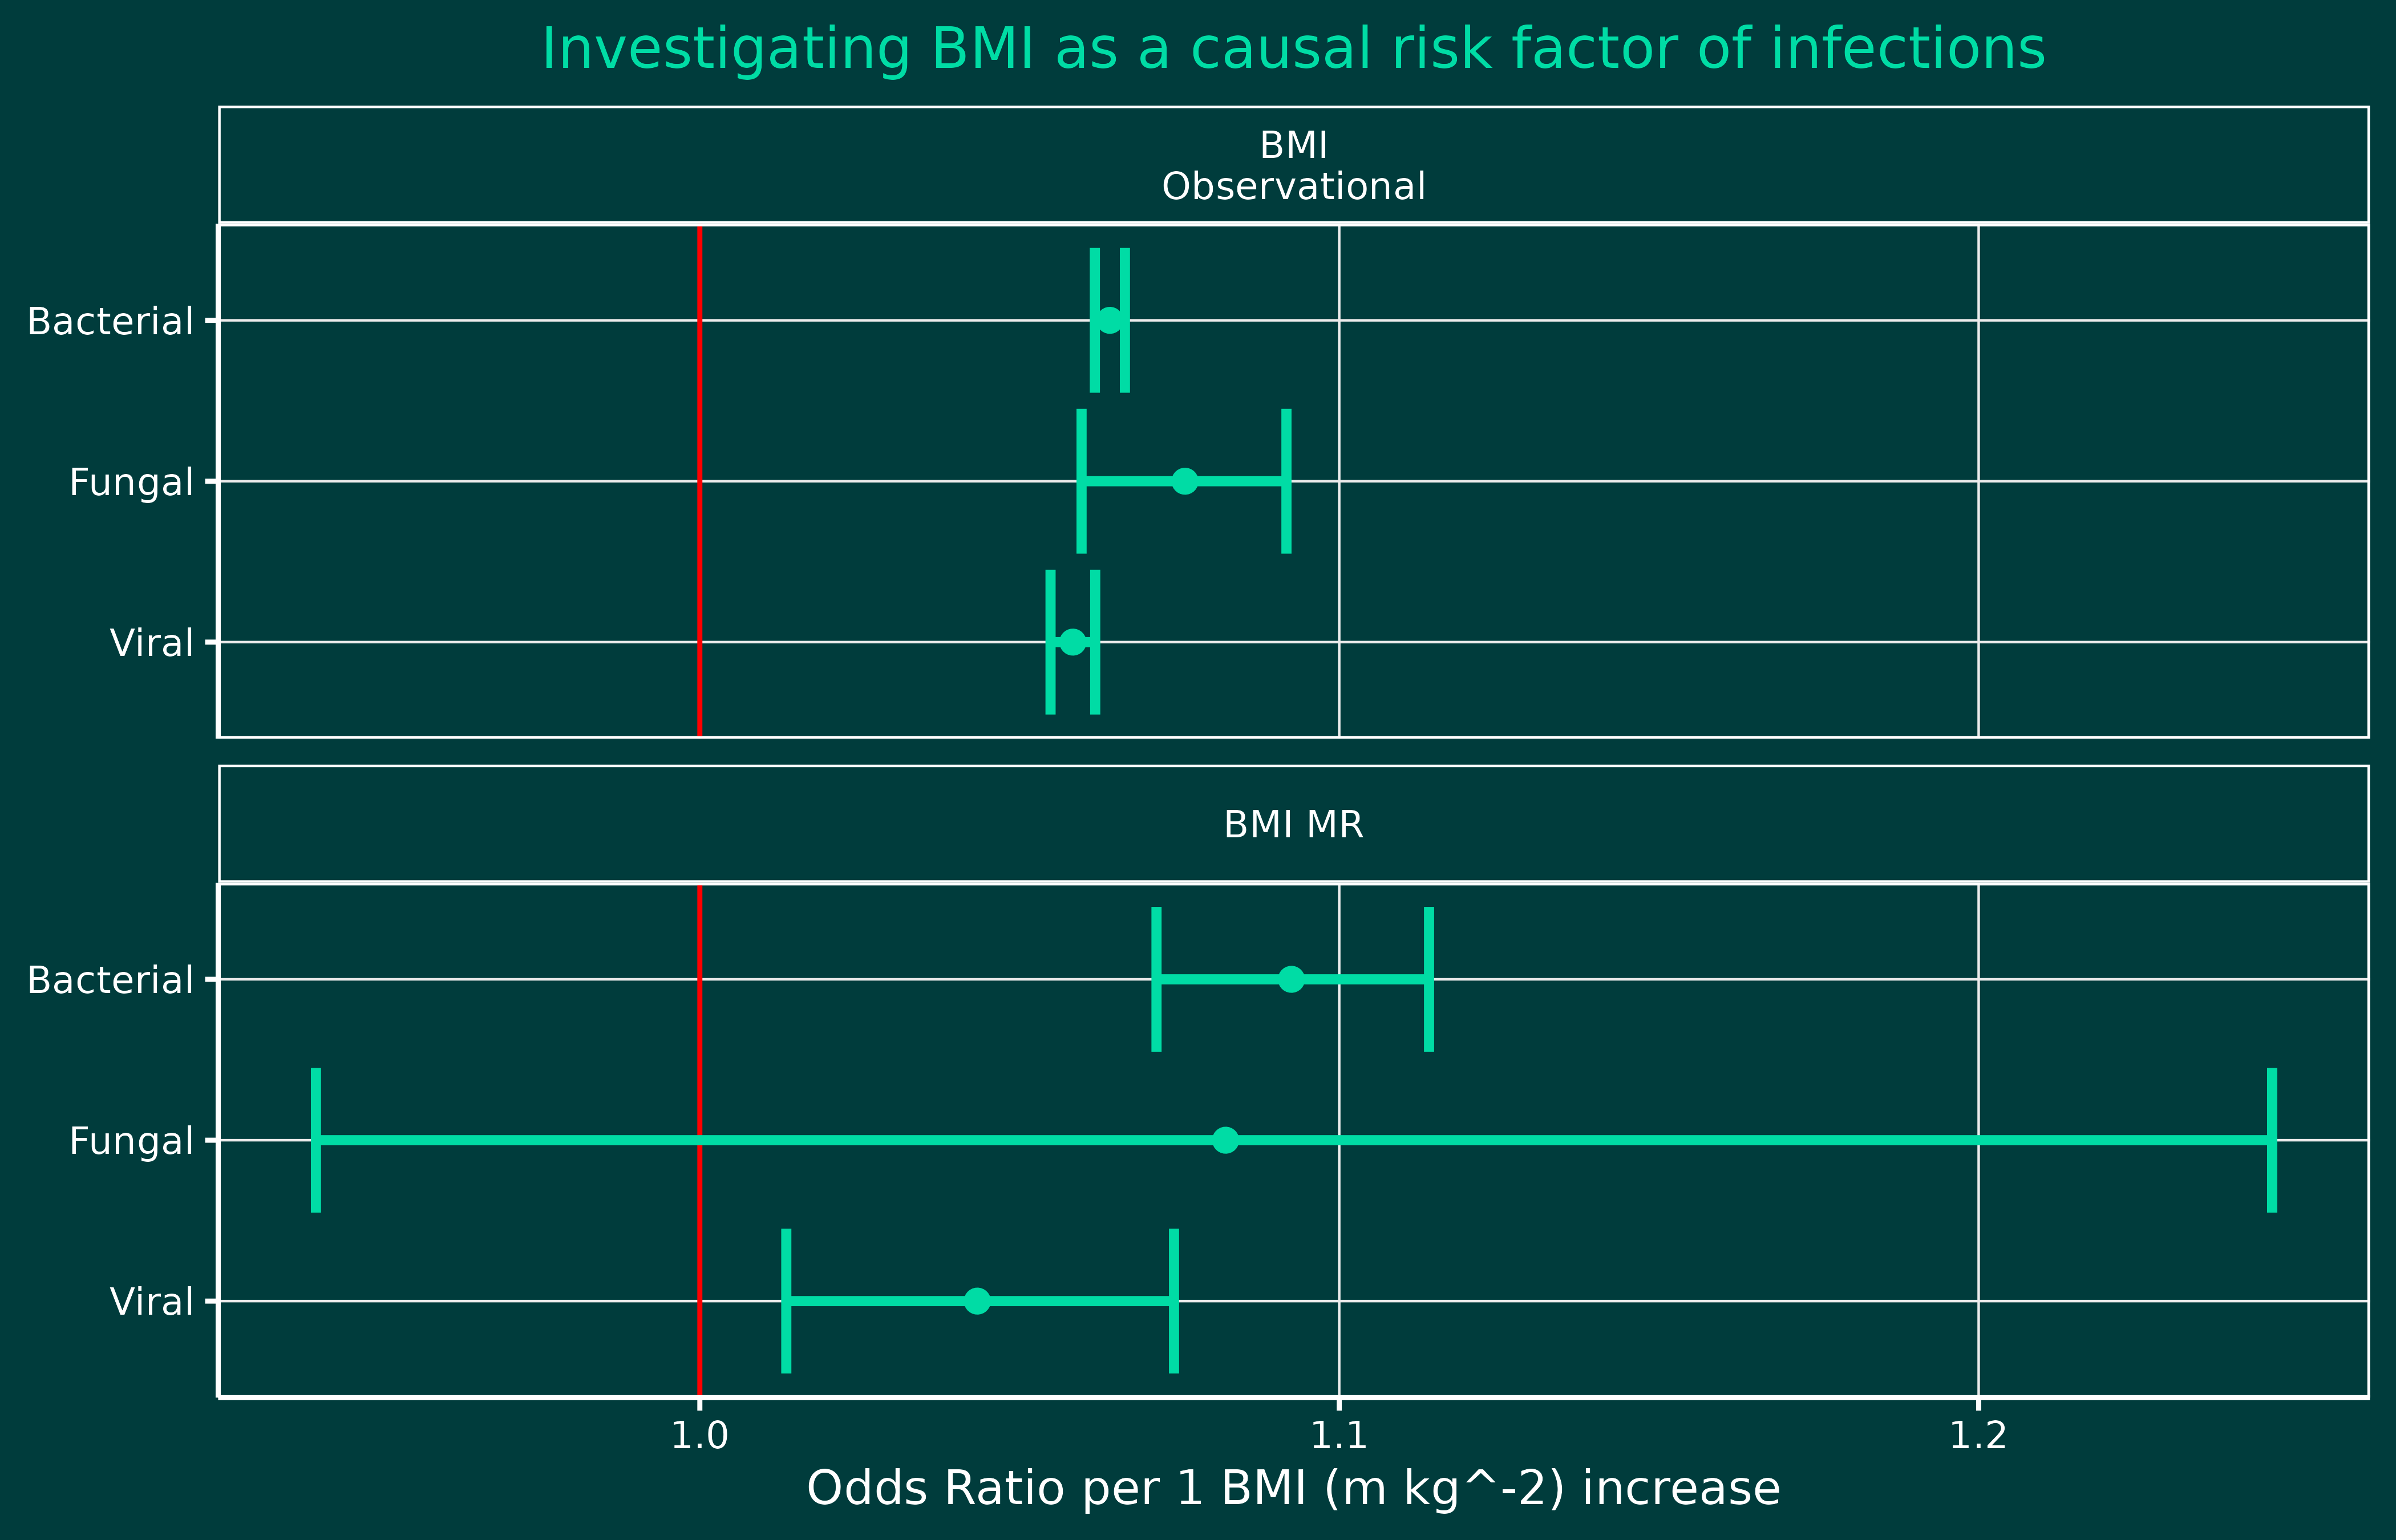 Investigating BMI as a causal risk factor of infections
BMI
Observational
Bacterial
Fungal
Viral
BMI MR
Bacterial
Fungal
Viral
1.0 1.1 1.2
Odds Ratio per 1 BMI (m kg^-2) increase